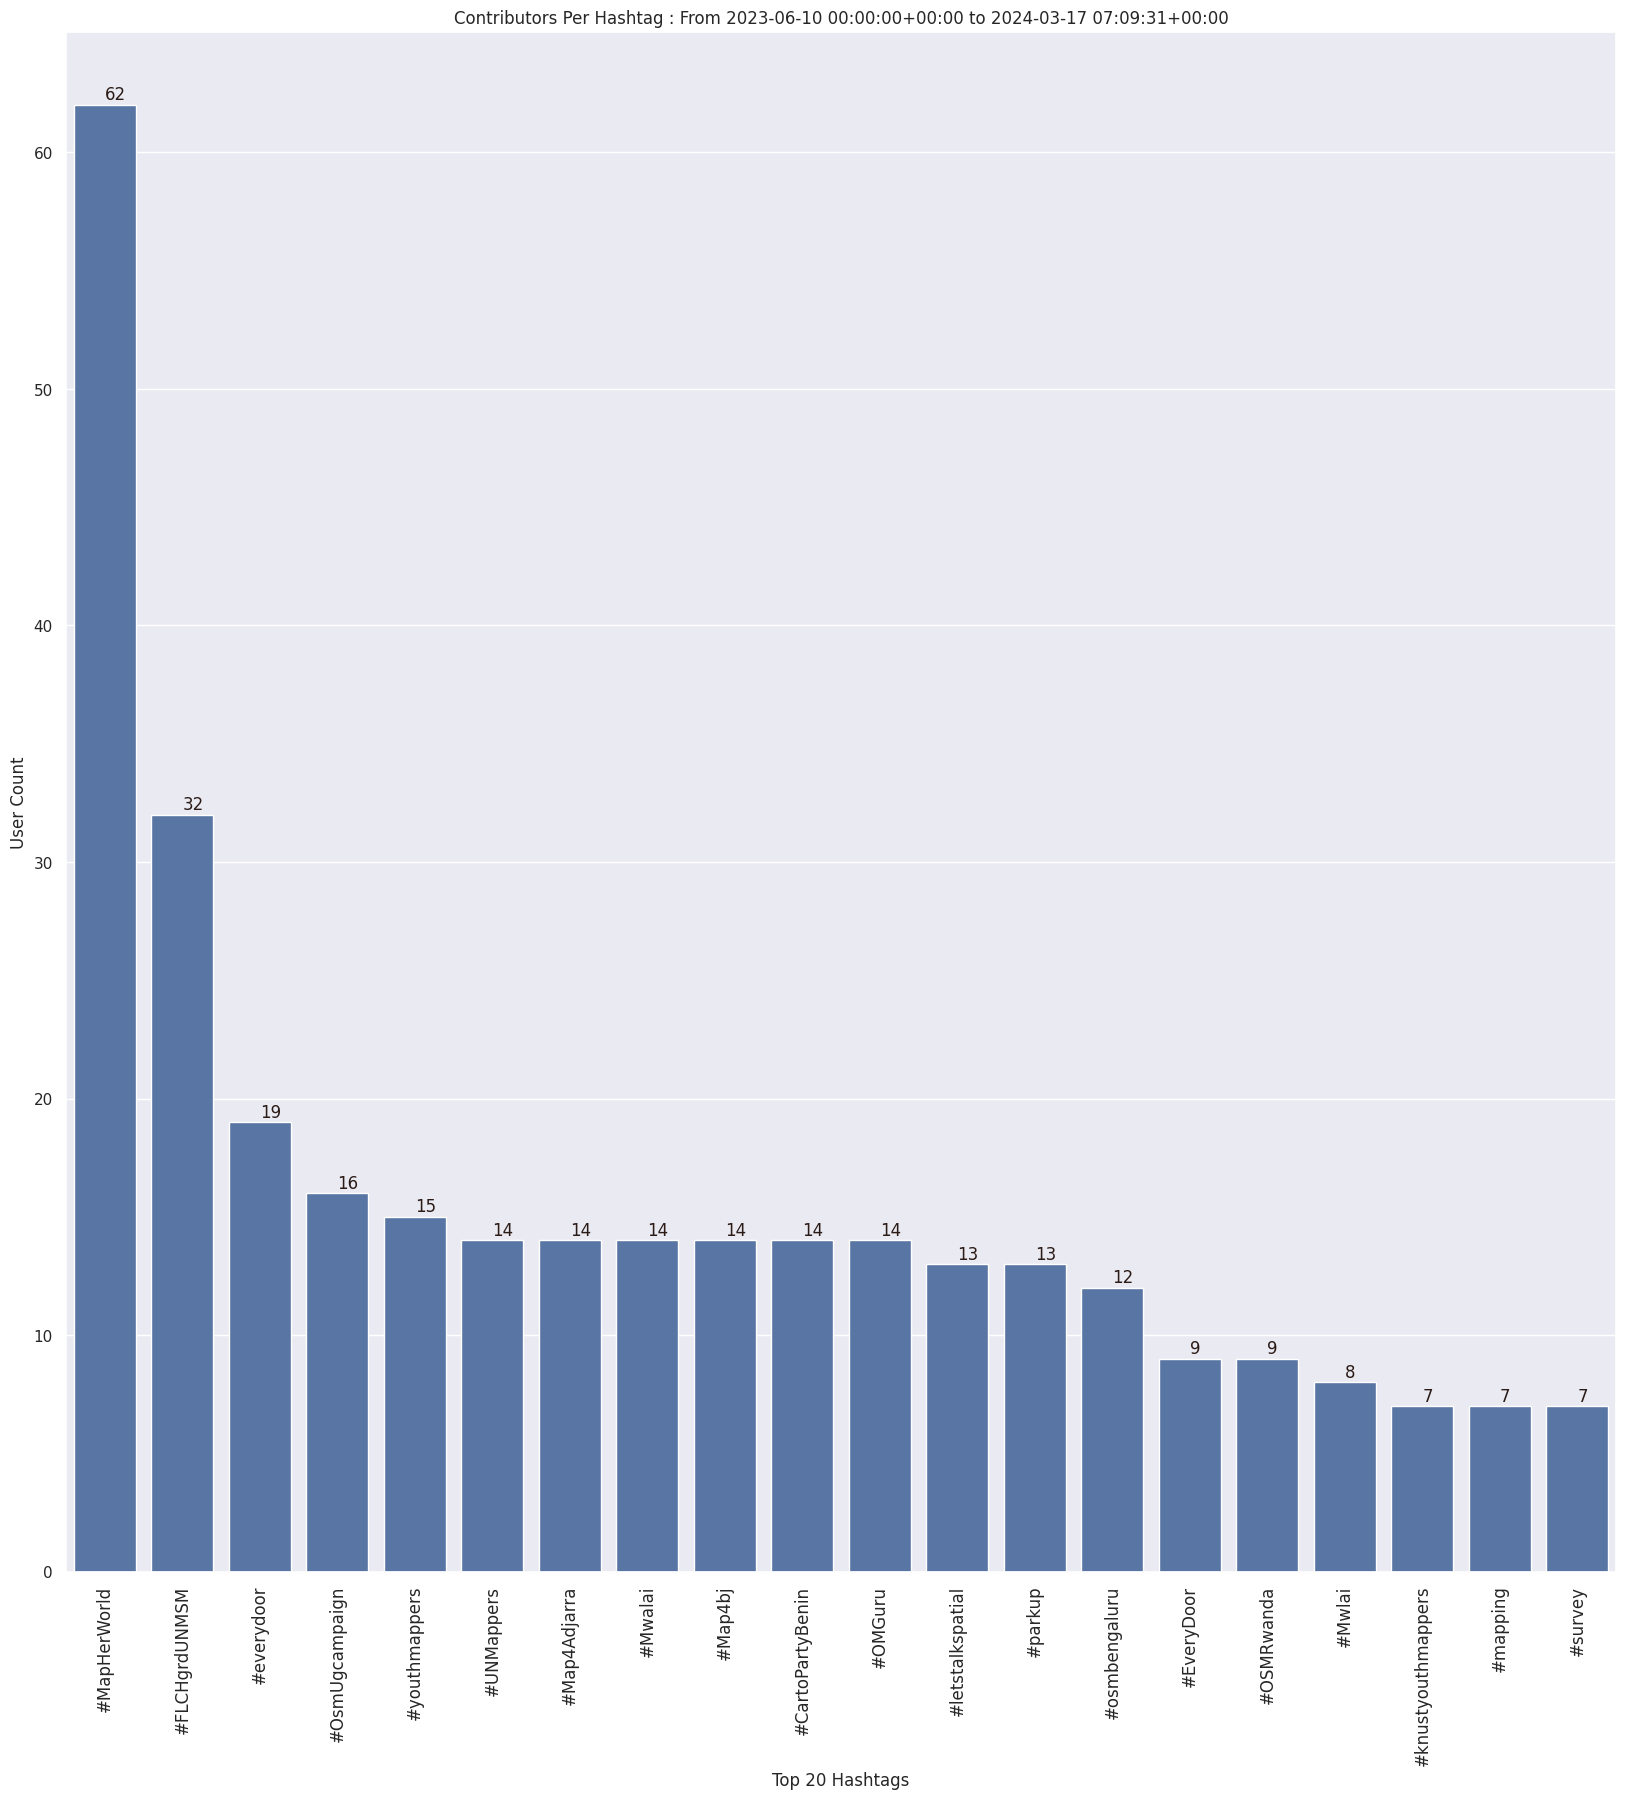 Contributors Per Hashtag : From 2023-06-10 00:00:00+00:00 to 2024-03-17 07:09:31+00:00
62
60
50
40
User Count
32
30
20
19
16
15
14
14
14
14
14
14
13
13
12
10
9
9
8
7
7
7
0
#MapHerWorld
#FLCHgrdUNMSM
#everydoor
#OsmUgcampaign
#youthmappers
#UNMappers
#Map4Adjarra
#Mwalai
#Map4bj
#CartoPartyBenin
#OMGuru
#letstalkspatial
#parkup
#osmbengaluru
#EveryDoor
#OSMRwanda
#Mwlai
#knustyouthmappers
#mapping
#survey
Top 20 Hashtags